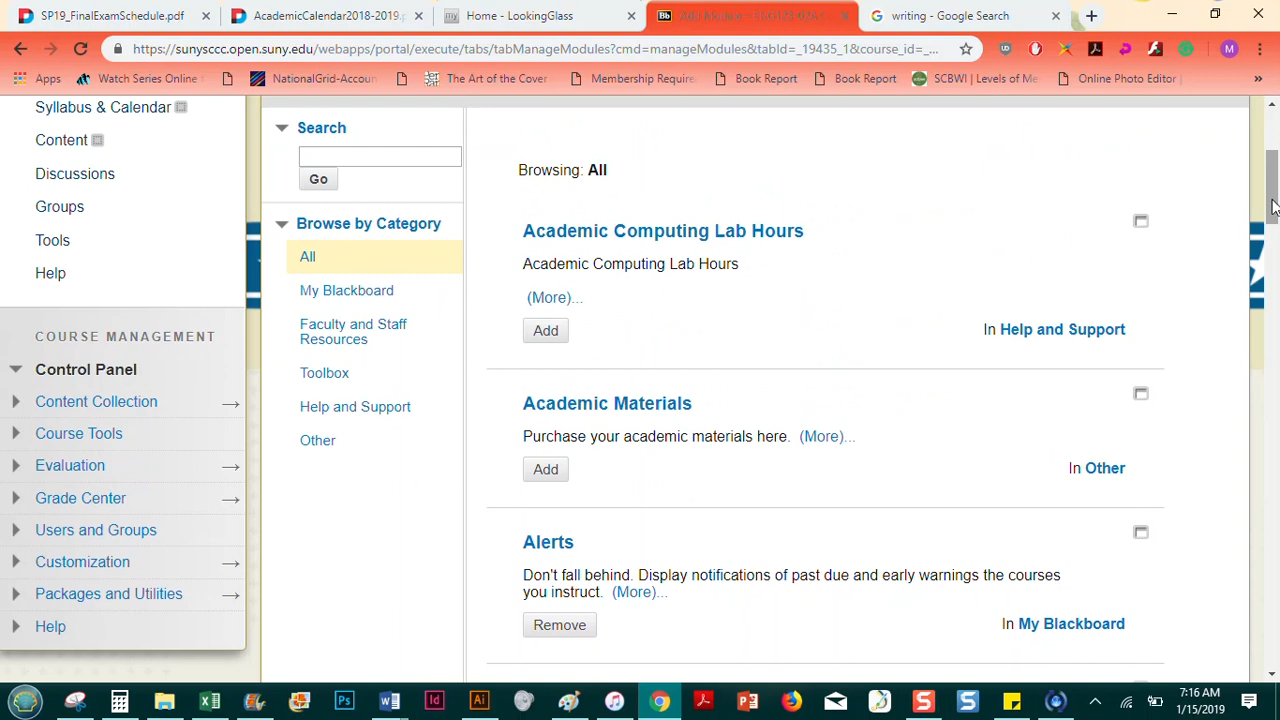 SP19_FinalExamSchedule.pdf
AcademicCalendar2018-2019.
Home - LookingGlass
writing - Google Search
https://sunysccc.open.suny.edu/webapps/portal/execute/tabs/tabManageModules?cmd=manageModules&tabId=_19435_1&course_id=_...
Apps
Watch Series Online
NationalGrid-Accoun
The Art of the Cover
Membership Require
Book Report
Book Report
SCBWI | Levels of Me
Online Photo Editor |
»
Syllabus & Calendar
Content
Discussions
Groups
Tools
Help
COURSE MANAGEMENT
Control Panel
Content Collection
Course Tools
Evaluation
Grade Center
Users and Groups
Customization
Packages and Utilities
Help
Search
Go
Browse by Category
All
My Blackboard
Faculty and Staff
Resources
Toolbox
Help and Support
Other
Browsing: All
Academic Computing Lab Hours
Academic Computing Lab Hours
(More)...
Add
In Help and Support
Academic Materials
Purchase your academic materials here. (More)...
Add
In Other
Alerts
Don't fall behind. Display notifications of past due and early warnings the courses
you instruct. (More)...
Remove
In My Blackboard
7:16 AM
1/15/2019